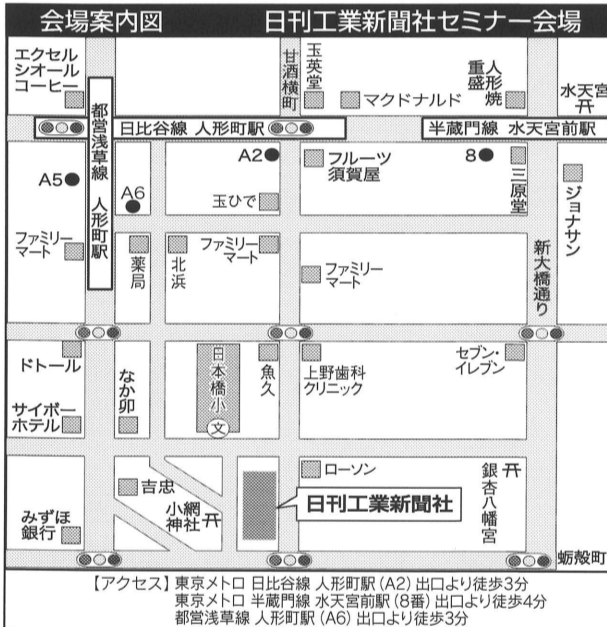 会場案内図　日刊工業新聞社セミナー会場
エクセル
シオール
コーヒー
都営浅草線 人形町駅
甘酒横町
玉英堂
マクドナルド
人形焼
重盛
水天宮
日比谷線 人形町駅
半蔵門線 水天宮前駅
A5
A6
A2
玉ひで
フルーツ
須賀屋
8
三原堂
ジョナサン
ファミリー
マート
薬局
北浜
ファミリー
マート
ファミリー
マート
新大橋通り
ドトール
なか卯
日本橋小
文
魚久
上野歯科
クリニック
セブン・
イレブン
サイボー
ホテル
吉忠
小網
神社
ローソン
銀杏八幡宮
日刊工業新聞社
みずほ
銀行
蛎殻町
【アクセス】東京メトロ 日比谷線 人形町駅(A2)出口より徒歩3分
東京メトロ 半蔵門線 水天宮前駅(8番)出口より徒歩4分
都営浅草線 人形町駅(A6)出口より徒歩3分